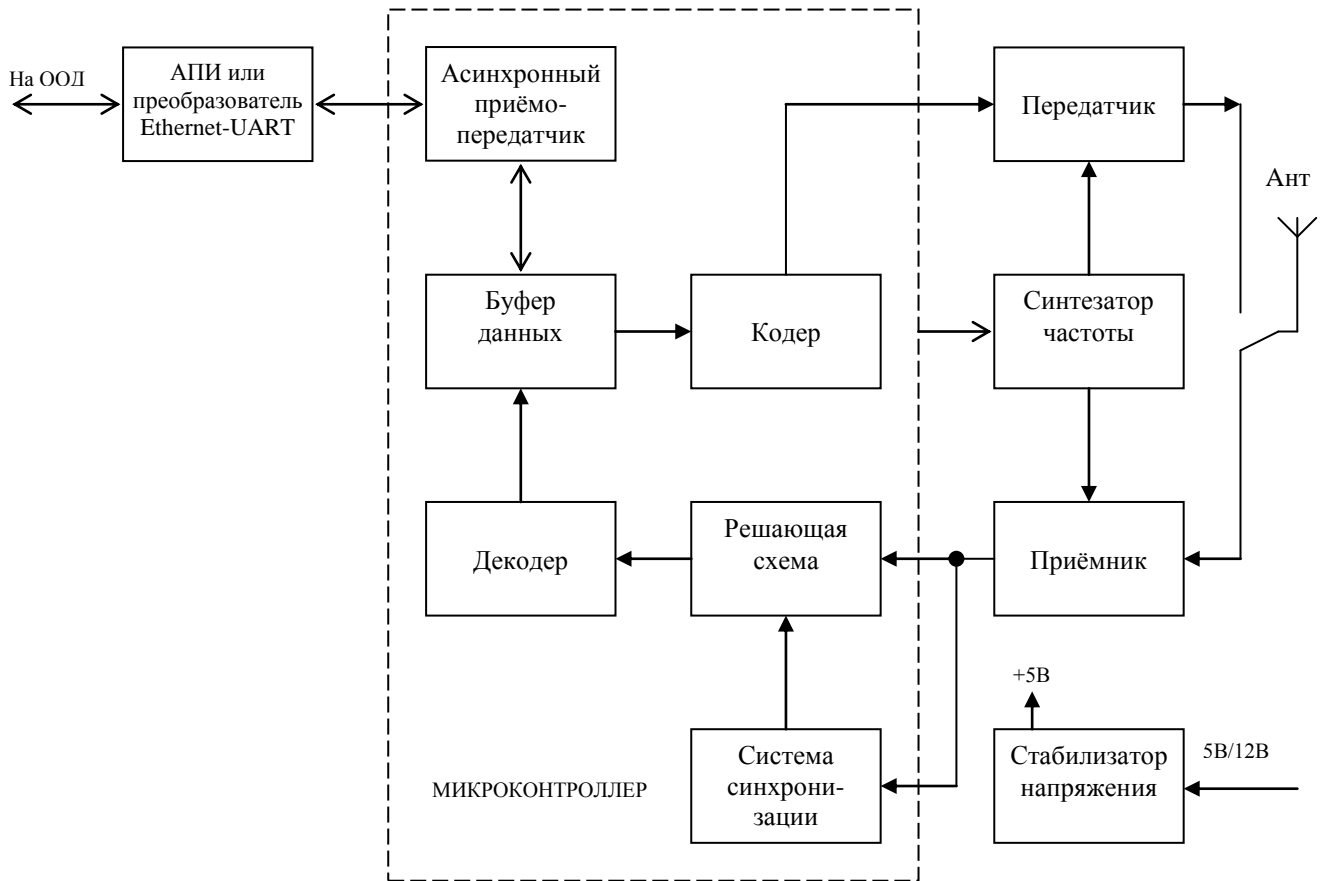 На ООД
АПИ или
преобразователь
Ethernet-UART
Асинхронный
приёмо-
передатчик
Передатчик
Ант
Буфер
данных
Кодер
Синтезатор
частоты
Декодер
Решающая
схема
Приёмник
+5В
МИКРОКОНТРОЛЛЕР
Система
синхрони-
зации
Стабилизатор
напряжения
5В/12В